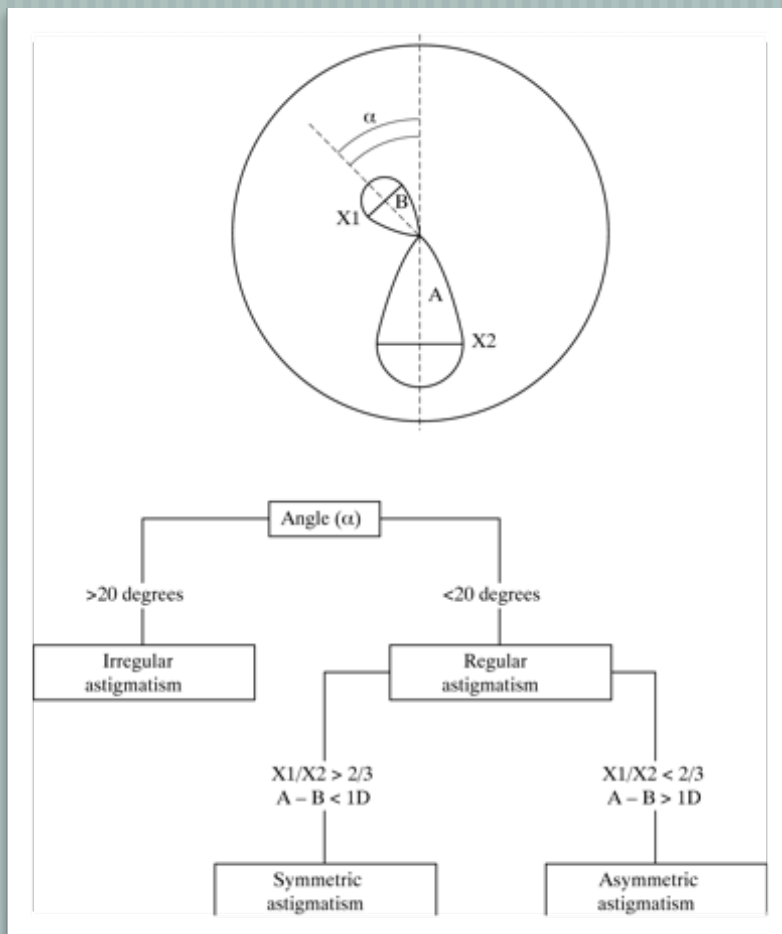 α
B
X1
A
X2
Angle (α)
>20 degrees
<20 degrees
Irregular
astigmatism
Regular
astigmatism
X1/X2 > 2/3
A – B < 1D
X1/X2 < 2/3
A – B > 1D
Symmetric
astigmatism
Asymmetric
astigmatism